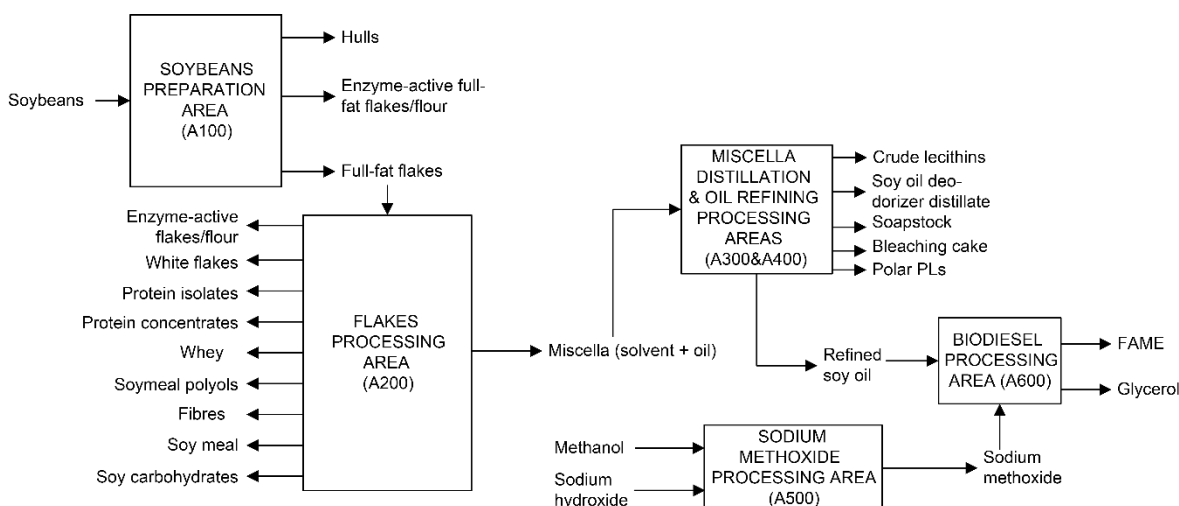 Soybeans
SOYBEANS
PREPARATION
AREA
(A100)
Hulls
Enzyme-active full-
fat flakes/flour
Full-fat flakes
Enzyme-active
flakes/flour
White flakes
Protein isolates
Protein concentrates
Whey
Soymeal polyols
Fibres
Soy meal
Soy carbohydrates
FLAKES
PROCESSING
AREA
(A200)
Miscella (solvent + oil)
MISCELLA
DISTILLATION
& OIL REFINING
PROCESSING
AREAS
(A300&A400)
Crude lecithins
Soy oil deo-
dorizer distillate
Soapstock
Bleaching cake
Polar PLs
Refined
soy oil
BIODIESEL
PROCESSING
AREA (A600)
FAME
Glycerol
Methanol
Sodium
hydroxide
SODIUM
METHOXIDE
PROCESSING AREA
(A500)
Sodium
methoxide